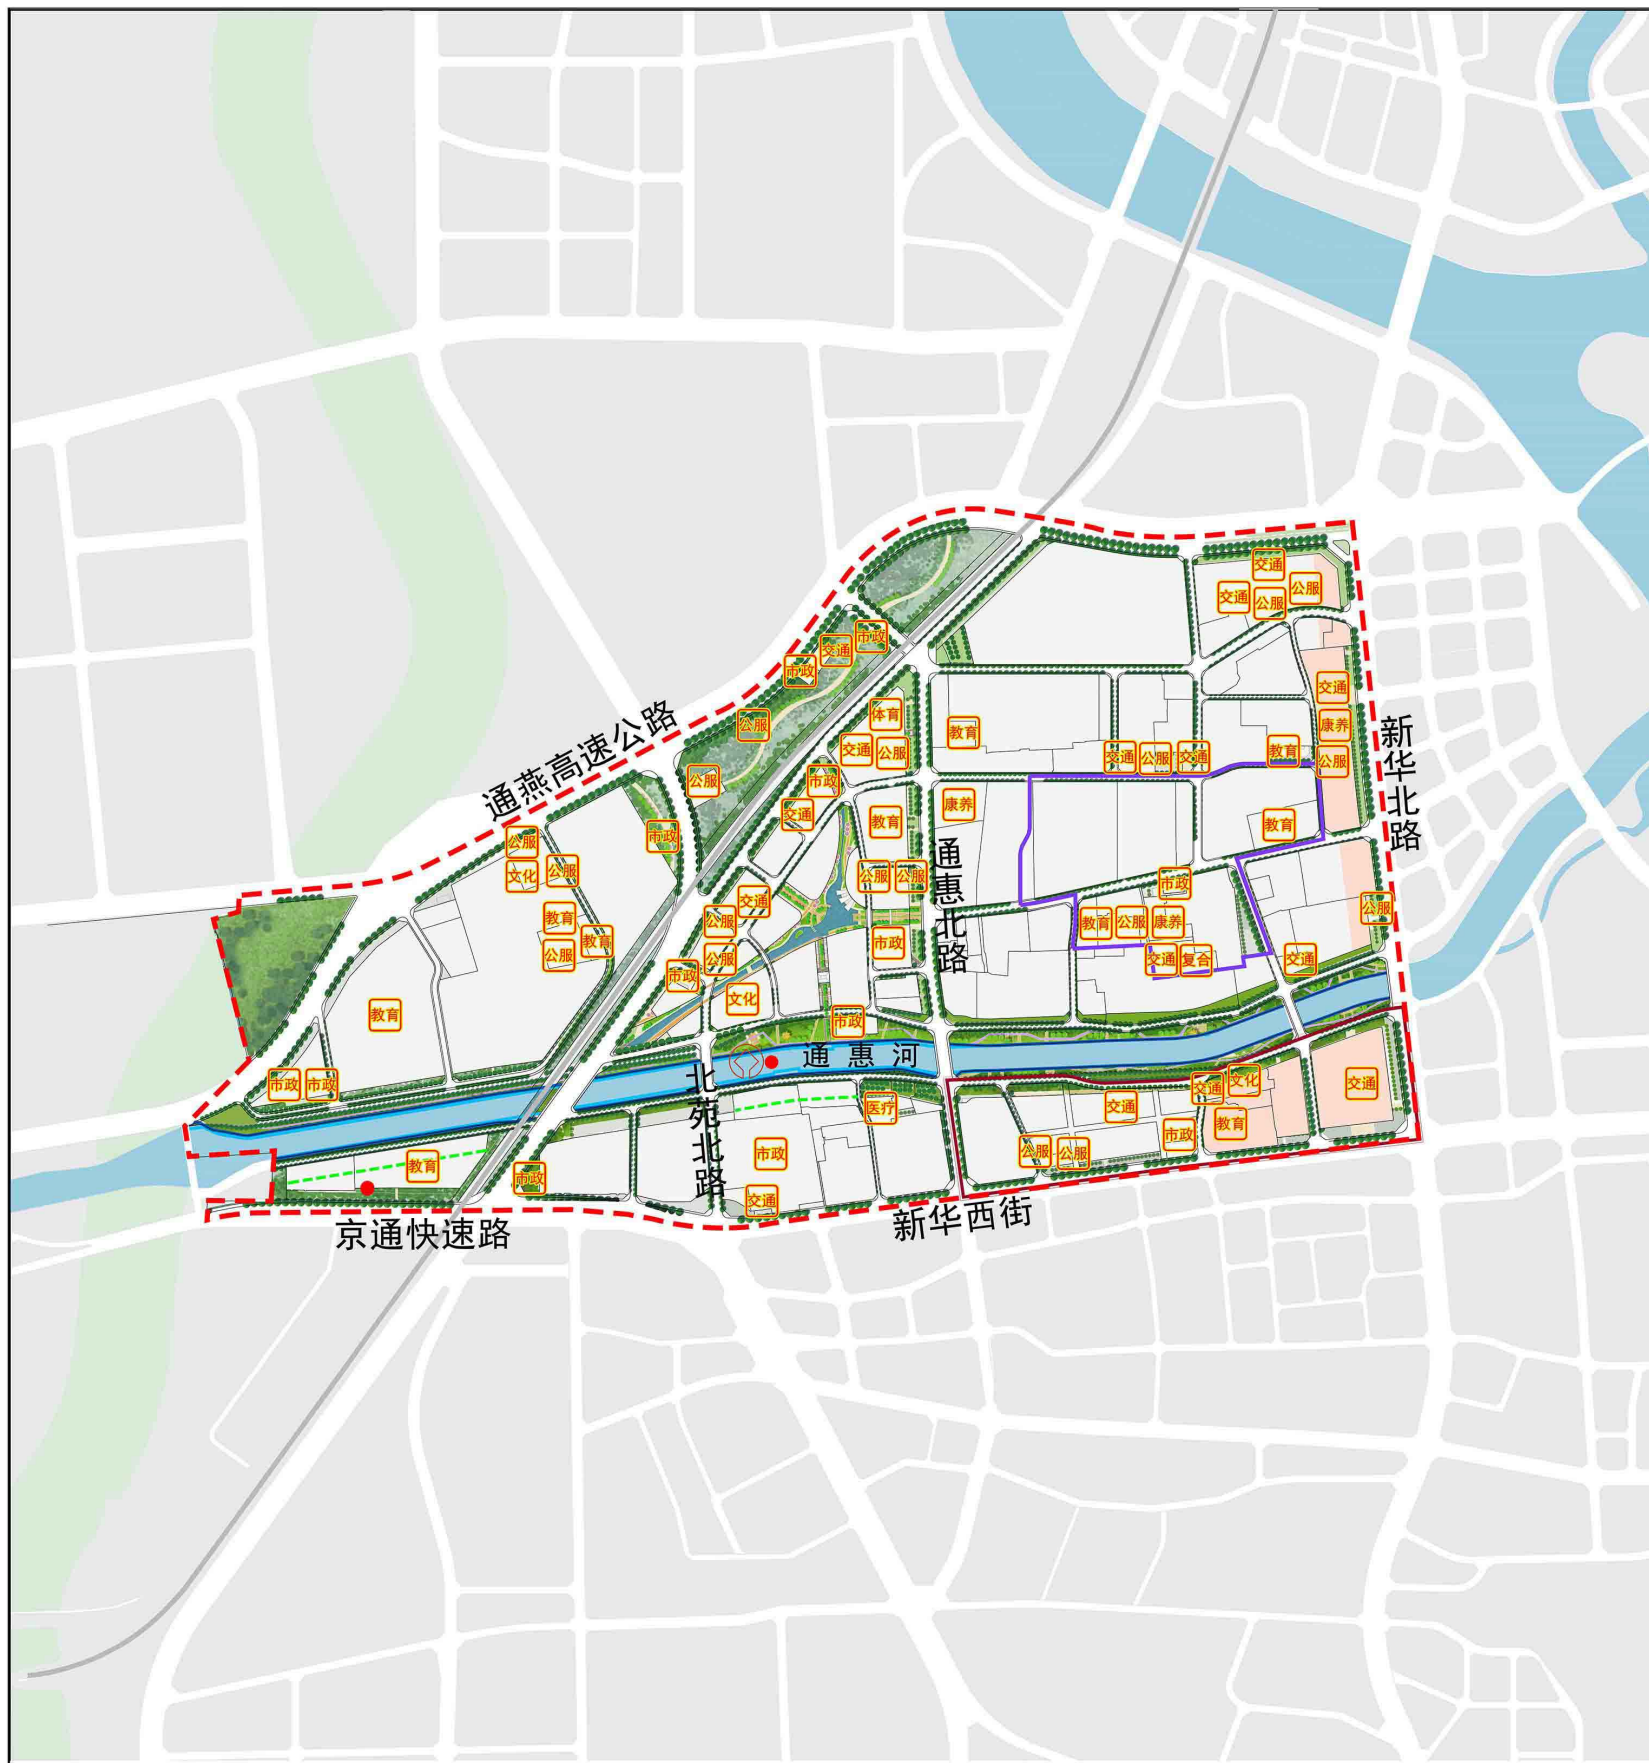 交通
公服
交通
公服
市政
交通
市政
交通
体育
公服
康养
教育
交通
公服
教育
交通
公服
交通
公服
公服
市政
康养
交通
教育
教育
市政
公服
文化
公服
公服
公服
市政
交通
公服
教育
公服
教育
康养
公服
教育
市政
公服
公服
交通
复合
交通
市政
文化
教育
市政
市政
市政
交通
文化
交通
医疗
交通
教育
市政
公服
公服
市政
教育
市政
交通
通燕高速公路
新华北路
通惠北路
通惠河
北苑北路
京通快速路
新华西街